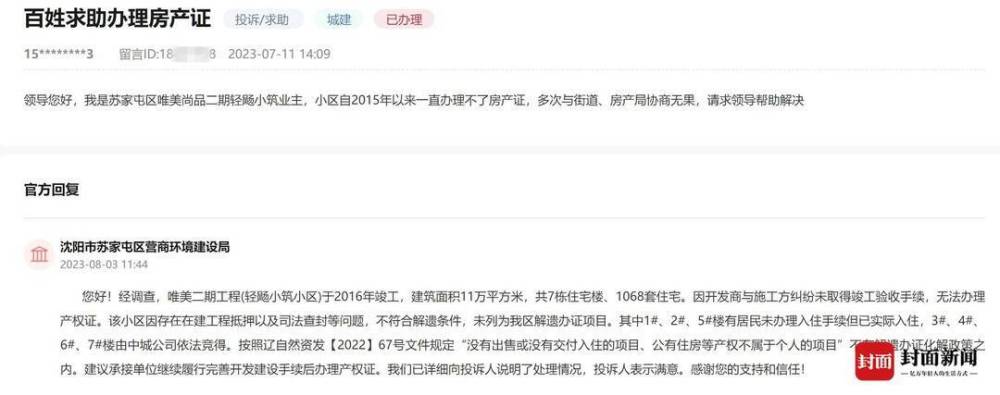 百姓求助办理房产证 投诉/求助 城建 已办理
15********3 留言ID:18 8 2023-07-11 14:09
领导您好，我是苏家屯区唯美尚品二期轻飏小筑业主，小区自2015年以来一直办理不了房产证，多次与街道、房产局协商无果，请求领导帮助解决
官方回复
沈阳市苏家屯区营商环境建设局
2023-08-03 11:44
您好！经调查，唯美二期工程(轻飏小筑小区)于2016年竣工，建筑面积11万平方米，共7栋住宅楼、1068套住宅。因开发商与施工方纠纷未取得竣工验收手续，无法办理
产权证。该小区因存在在建工程抵押以及司法查封等问题，不符合解遗条件，未列为我区解遗办证项目。其中1#、2#、5#楼有居民未办理入住手续但已实际入住，3#、4#、
6#、7#楼由中城公司依法竞得。按照辽自然资发【2022】67号文件规定“没有出售或没有交付入住的项目、公有住房等产权不属于个人的项目”不在解遗办证化解政策之
内。建议承接单位继续履行完善开发建设手续后办理产权证。我们已详细向投诉人说明了处理情况，投诉人表示满意。感谢您的支持和信任！
封面 封面新闻
亿万年轻人的生活方式